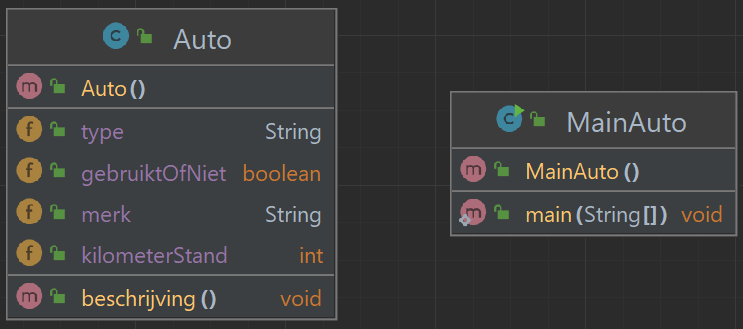 Auto
Auto()
type String
gebruiktOfNiet boolean
merk String
kilometerStand int
beschrijving() void
MainAuto
MainAuto()
main(String[]) void